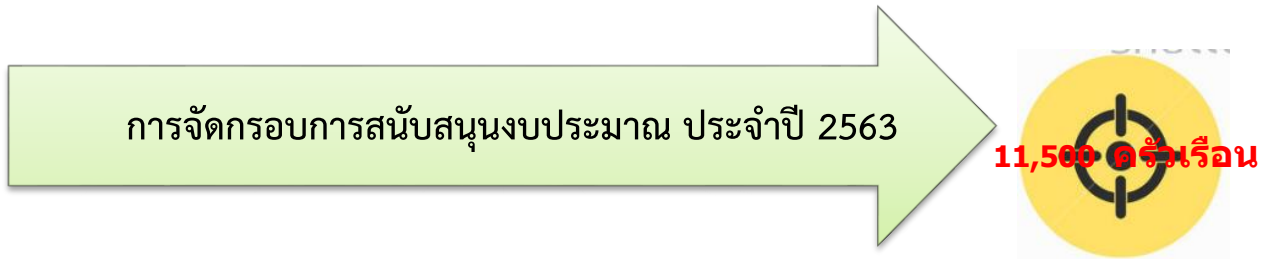 การจัดกรอบการสนับสนุนงบประมาณ ประจำปี 2563
11,500 ครัวเรือน